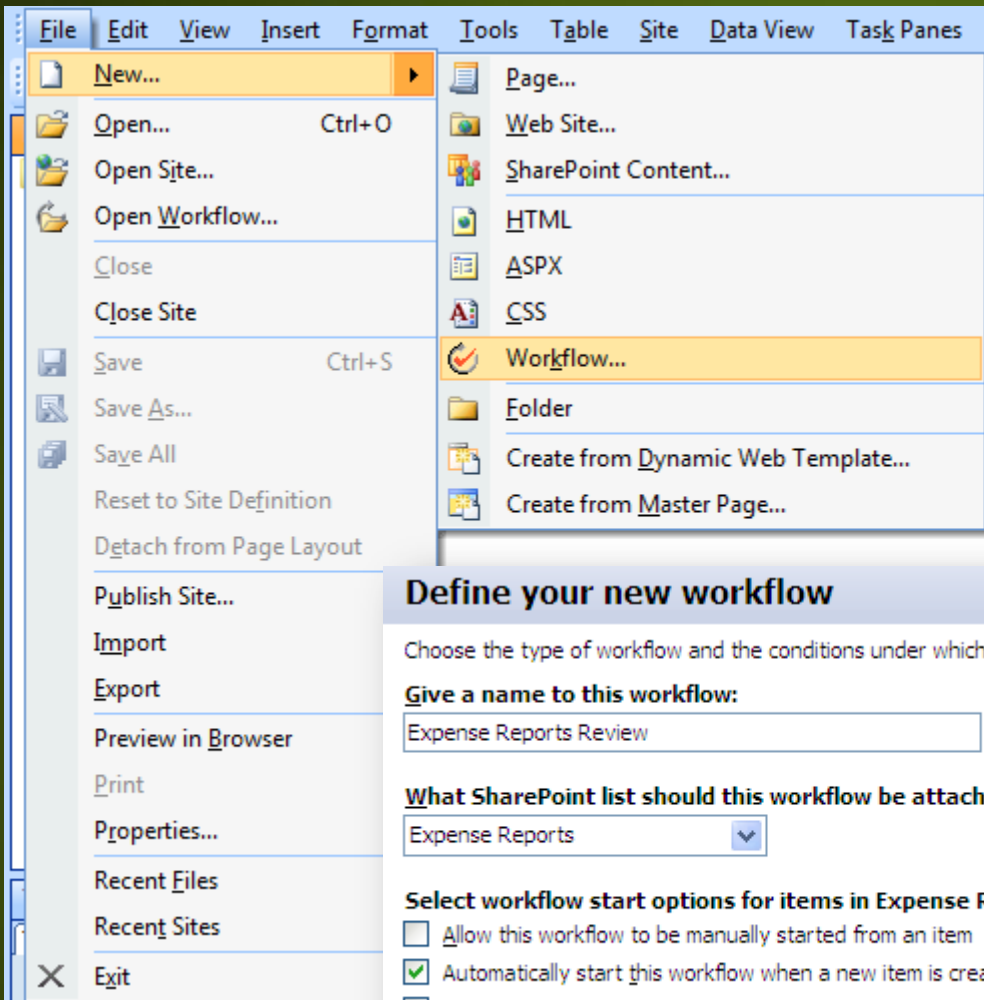 File Edit View Insert Format Tools Table Site Data View Task Panes
New...
Open... Ctrl+O
Open Site...
Open Workflow...
Close
Close Site
Save Ctrl+S
Save As...
Save All
Reset to Site Definition
Detach from Page Layout
Publish Site...
Import
Export
Preview in Browser
Print
Properties...
Recent Files
Recent Sites
Exit
Page...
Web Site...
SharePoint Content...
HTML
ASPX
CSS
Workflow...
Folder
Create from Dynamic Web Template...
Create from Master Page...
Define your new workflow
Choose the type of workflow and the conditions under which
Give a name to this workflow:
Expense Reports Review
What SharePoint list should this workflow be attach
Expense Reports
Select workflow start options for items in Expense R
Allow this workflow to be manually started from an item
Automatically start this workflow when a new item is crea